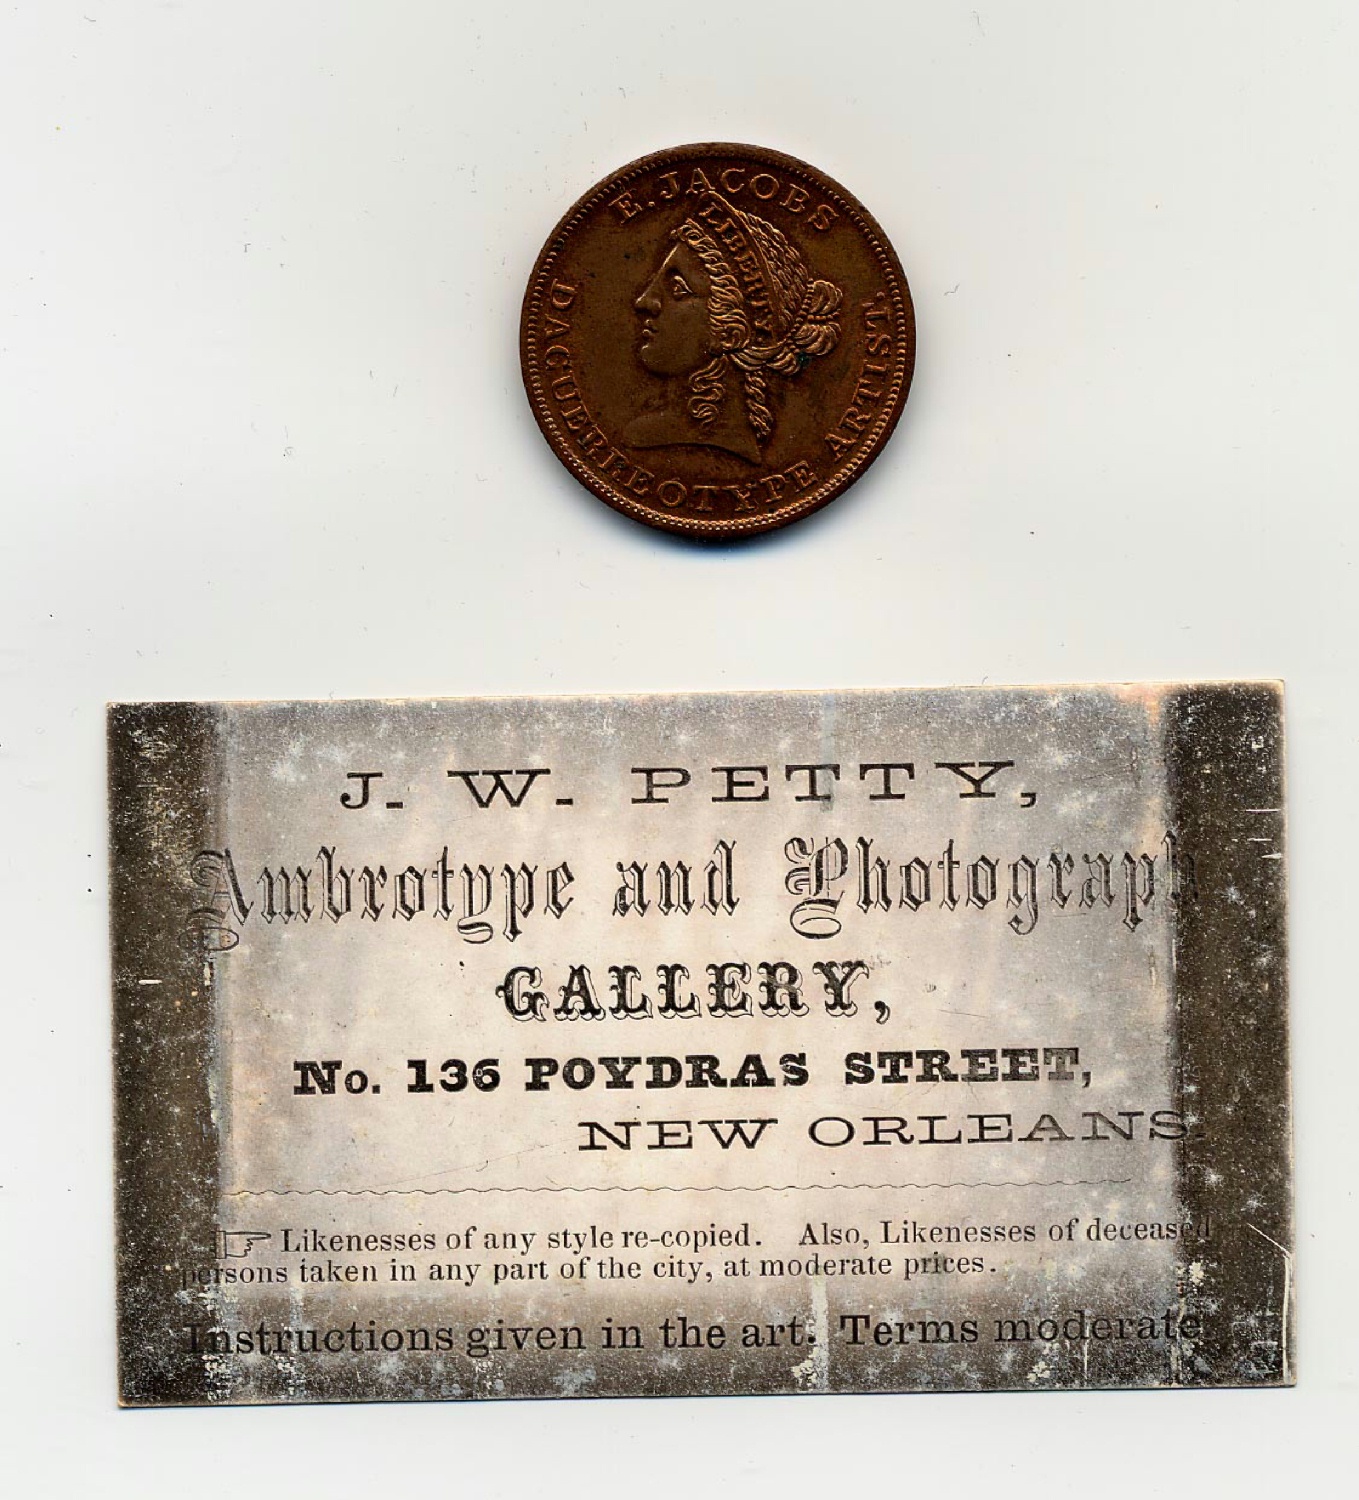 E. JACOBS
LIBERTY
DAGUERREOTYPE ARTIST.
J. W. PETTY,
Ambrotype and Photograph
GALLERY,
No. 136 POYDRAS STREET,
NEW ORLEANS.
☞ Likenesses of any style re-copied. Also, Likenesses of deceased
persons taken in any part of the city, at moderate prices.
Instructions given in the art. Terms moderate